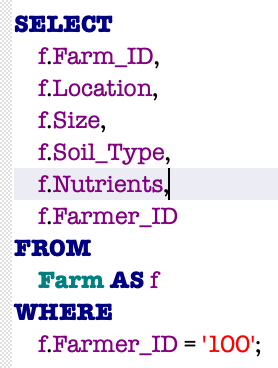 SELECT
f.Farm_ID,
f.Location,
f.Size,
f.Soil_Type,
f.Nutrients,
f.Farmer_ID
FROM
Farm AS f
WHERE
f.Farmer_ID = '100';